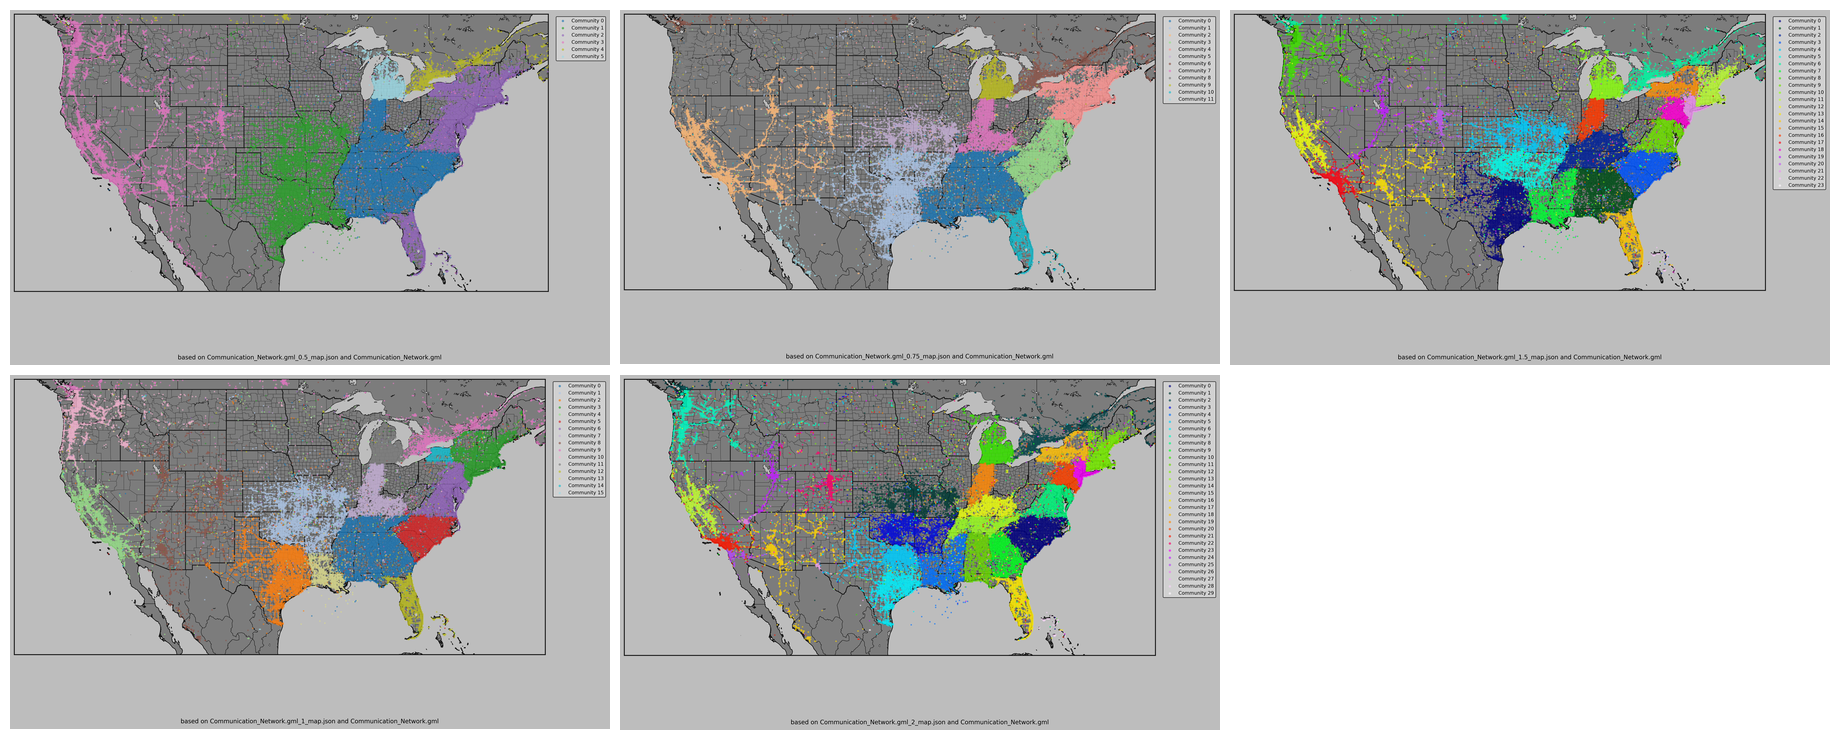 Community 0
Community 1
Community 2
Community 3
Community 4
Community 5
based on Communication_Network.gml_0.5_map.json and Communication_Network.gml
Community 0
Community 1
Community 2
Community 3
Community 4
Community 5
Community 6
Community 7
Community 8
Community 9
Community 10
Community 11
based on Communication_Network.gml_0.75_map.json and Communication_Network.gml
Community 0
Community 1
Community 2
Community 3
Community 4
Community 5
Community 6
Community 7
Community 8
Community 9
Community 10
Community 11
Community 12
Community 13
Community 14
Community 15
Community 16
Community 17
Community 18
Community 19
Community 20
Community 21
Community 22
Community 23
based on Communication_Network.gml_1.5_map.json and Communication_Network.gml
Community 0
Community 1
Community 2
Community 3
Community 4
Community 5
Community 6
Community 7
Community 8
Community 9
Community 10
Community 11
Community 12
Community 13
Community 14
Community 15
based on Communication_Network.gml_1_map.json and Communication_Network.gml
Community 0
Community 1
Community 2
Community 3
Community 4
Community 5
Community 6
Community 7
Community 8
Community 9
Community 10
Community 11
Community 12
Community 13
Community 14
Community 15
Community 16
Community 17
Community 18
Community 19
Community 20
Community 21
Community 22
Community 23
Community 24
Community 25
Community 26
Community 27
Community 28
Community 29
based on Communication_Network.gml_2_map.json and Communication_Network.gml